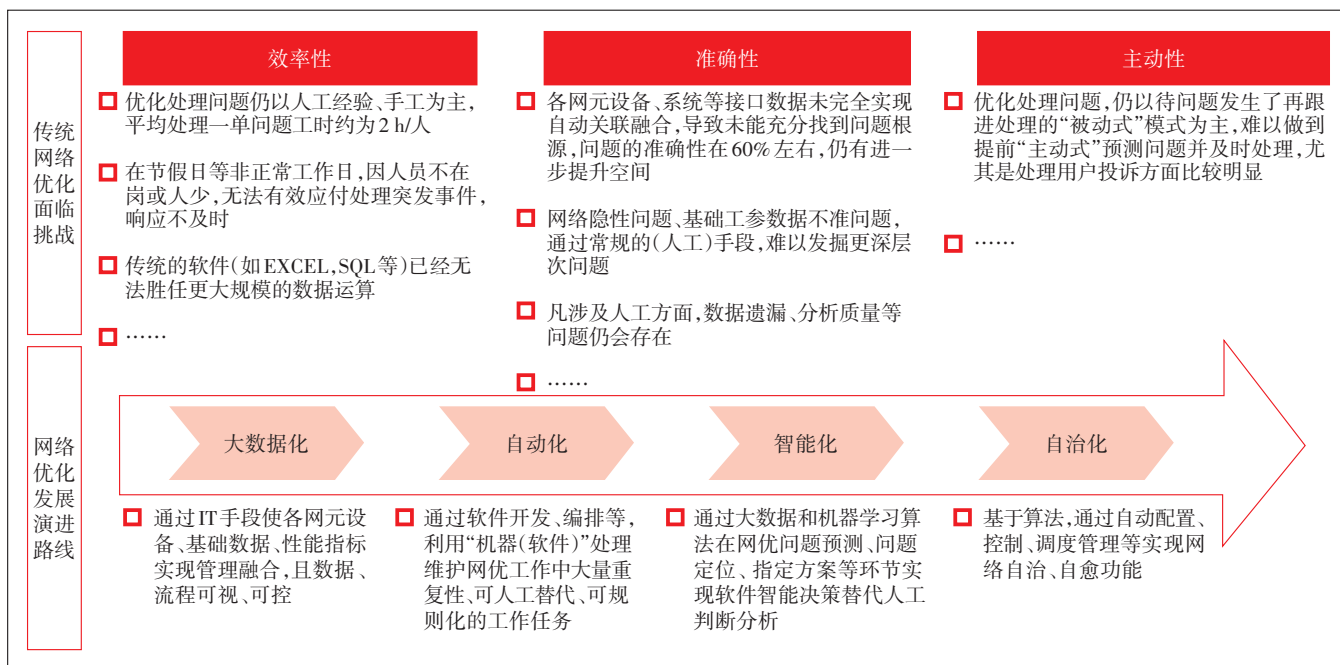 传统
网络
优化
面临
挑战
效率性
优化处理问题仍以人工经验、手工为主,
平均处理一单问题工时约为2 h/人
在节假日等非正常工作日,因人员不在
岗或人少,无法有效应付处理突发事件,
响应不及时
传统的软件(如EXCEL,SQL等)已经无
法胜任更大规模的数据运算
……
准确性
各网元设备、系统等接口数据未完全实现
自动关联融合,导致未能充分找到问题根
源,问题的准确性在60%左右,仍有进一
步提升空间
网络隐性问题、基础工参数据不准问题,
通过常规的(人工)手段,难以发掘更深层
次问题
凡涉及人工方面,数据遗漏、分析质量等
问题仍会存在
……
主动性
优化处理问题,仍以待问题发生了再跟
进处理的“被动式”模式为主,难以做到
提前“主动式”预测问题并及时处理,尤
其是处理用户投诉方面比较明显
……
网络
优化
发展
演进
路线
大数据化
通过IT手段使各网元设
备、基础数据、性能指标
实现管理融合,且数据、
流程可视、可控
自动化
通过软件开发、编排等,
利用“机器(软件)”处理
维护网优工作中大量重
复性、可人工替代、可规
则化的工作任务
智能化
通过大数据和机器学习算
法在网优问题预测、问题
定位、指定方案等环节实
现软件智能决策替代人工
判断分析
自治化
基于算法,通过自动配置、
控制、调度管理等实现网
络自治、自愈功能